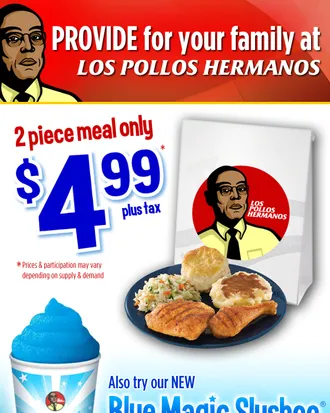 PROVIDE for your family at
LOS POLLOS HERMANOS
2 piece meal only
$4.99*
plus tax
LOS
POLLOS
HERMANOS
* Prices & participation may vary
depending on supply & demand
Also try our NEW
Blue Magic Slushes®